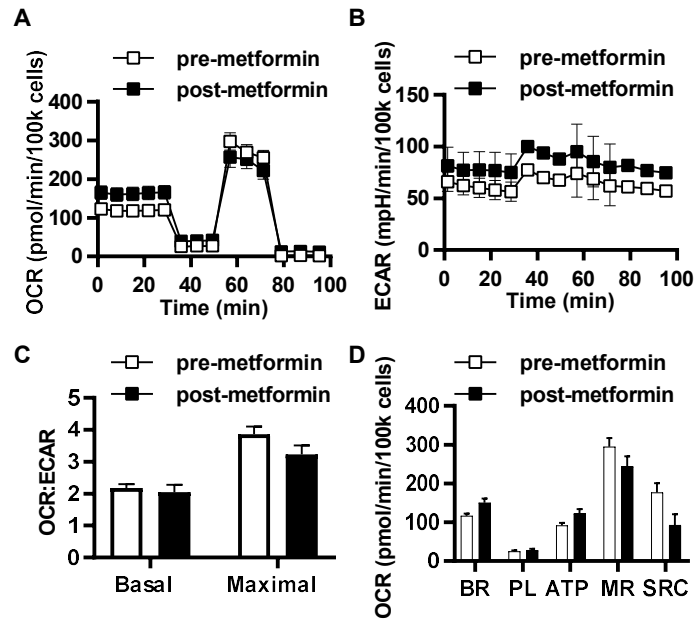 A
pre-metformin
post-metformin
OCR (pmol/min/100k cells)
400
300
200
100
0
0 20 40 60 80 100
Time (min)
B
pre-metformin
post-metformin
ECAR (mpH/min/100k cells)
150
100
50
0
0 20 40 60 80 100
Time (min)
C
pre-metformin
post-metformin
OCR:ECAR
5
4
3
2
1
0
Basal Maximal
D
pre-metformin
post-metformin
OCR (pmol/min/100k cells)
400
300
200
100
0
BR PL ATP MR SRC